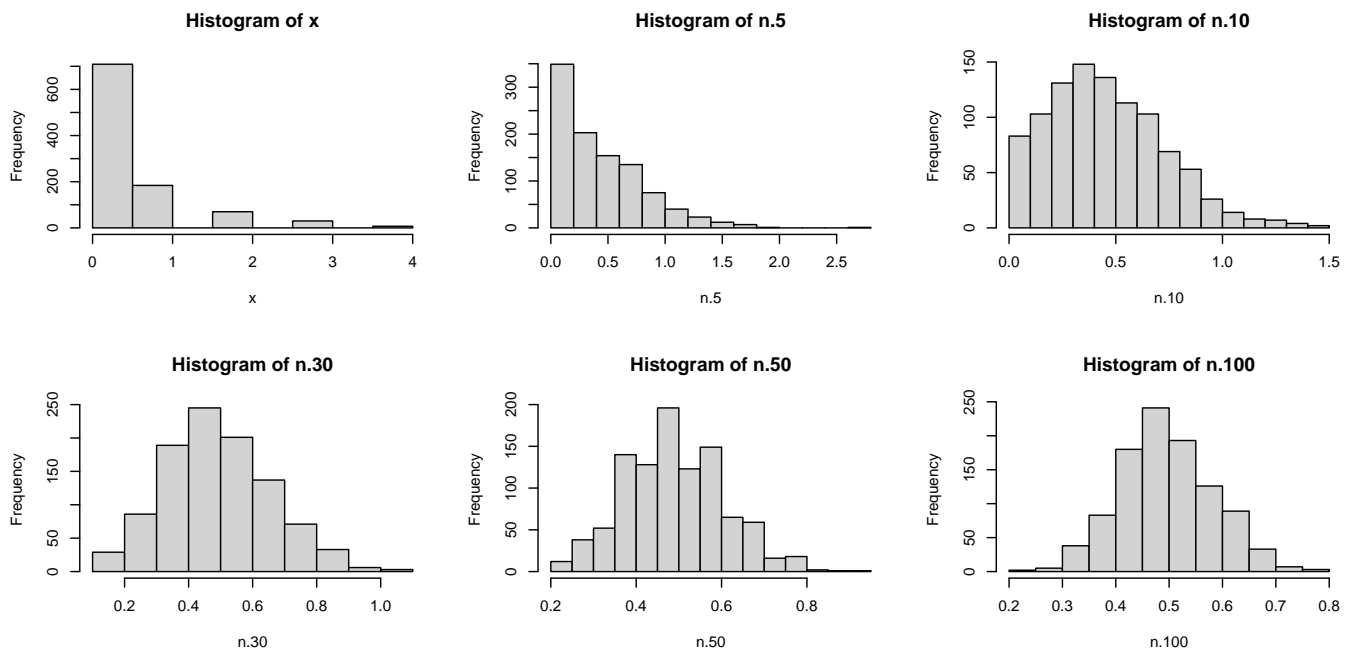 Histogram of x
Frequency
0 200 400 600
0 1 2 3 4
x
Histogram of n.5
Frequency
0 100 200 300
0.0 0.5 1.0 1.5 2.0 2.5
n.5
Histogram of n.10
Frequency
0 50 100 150
0.0 0.5 1.0 1.5
n.10
Histogram of n.30
Frequency
0 50 150 250
0.2 0.4 0.6 0.8 1.0
n.30
Histogram of n.50
Frequency
0 50 100 150 200
0.2 0.4 0.6 0.8
n.50
Histogram of n.100
Frequency
0 50 150 250
0.2 0.3 0.4 0.5 0.6 0.7 0.8
n.100